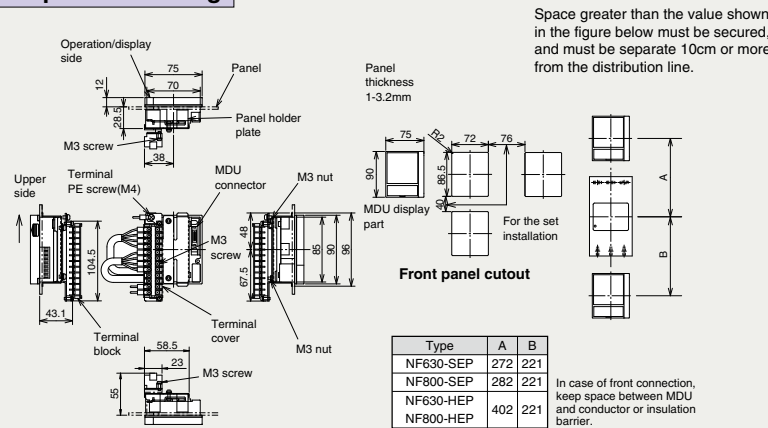 Space greater than the value shown
in the figure below must be secured,
and must be separate 10cm or more
from the distribution line.
Operation/display
side
75
70
Panel
12
28.5
Panel holder
plate
M3 screw
38
Panel
thickness
1-3.2mm
75
90
MDU display
part
R2
72
76
86.5
40
For the set
installation
Front panel cutout
A
B
Upper
side
Terminal
PE screw(M4)
MDU
connector
M3 nut
104.5
M3
screw
48
67.5
85
90
96
43.1
Terminal
block
Terminal
cover
M3 nut
58.5
23
M3 screw
55
Type A B
NF630-SEP 272 221
NF800-SEP 282 221
NF630-HEP
NF800-HEP
402 221
In case of front connection,
keep space between MDU
and conductor or insulation
barrier.